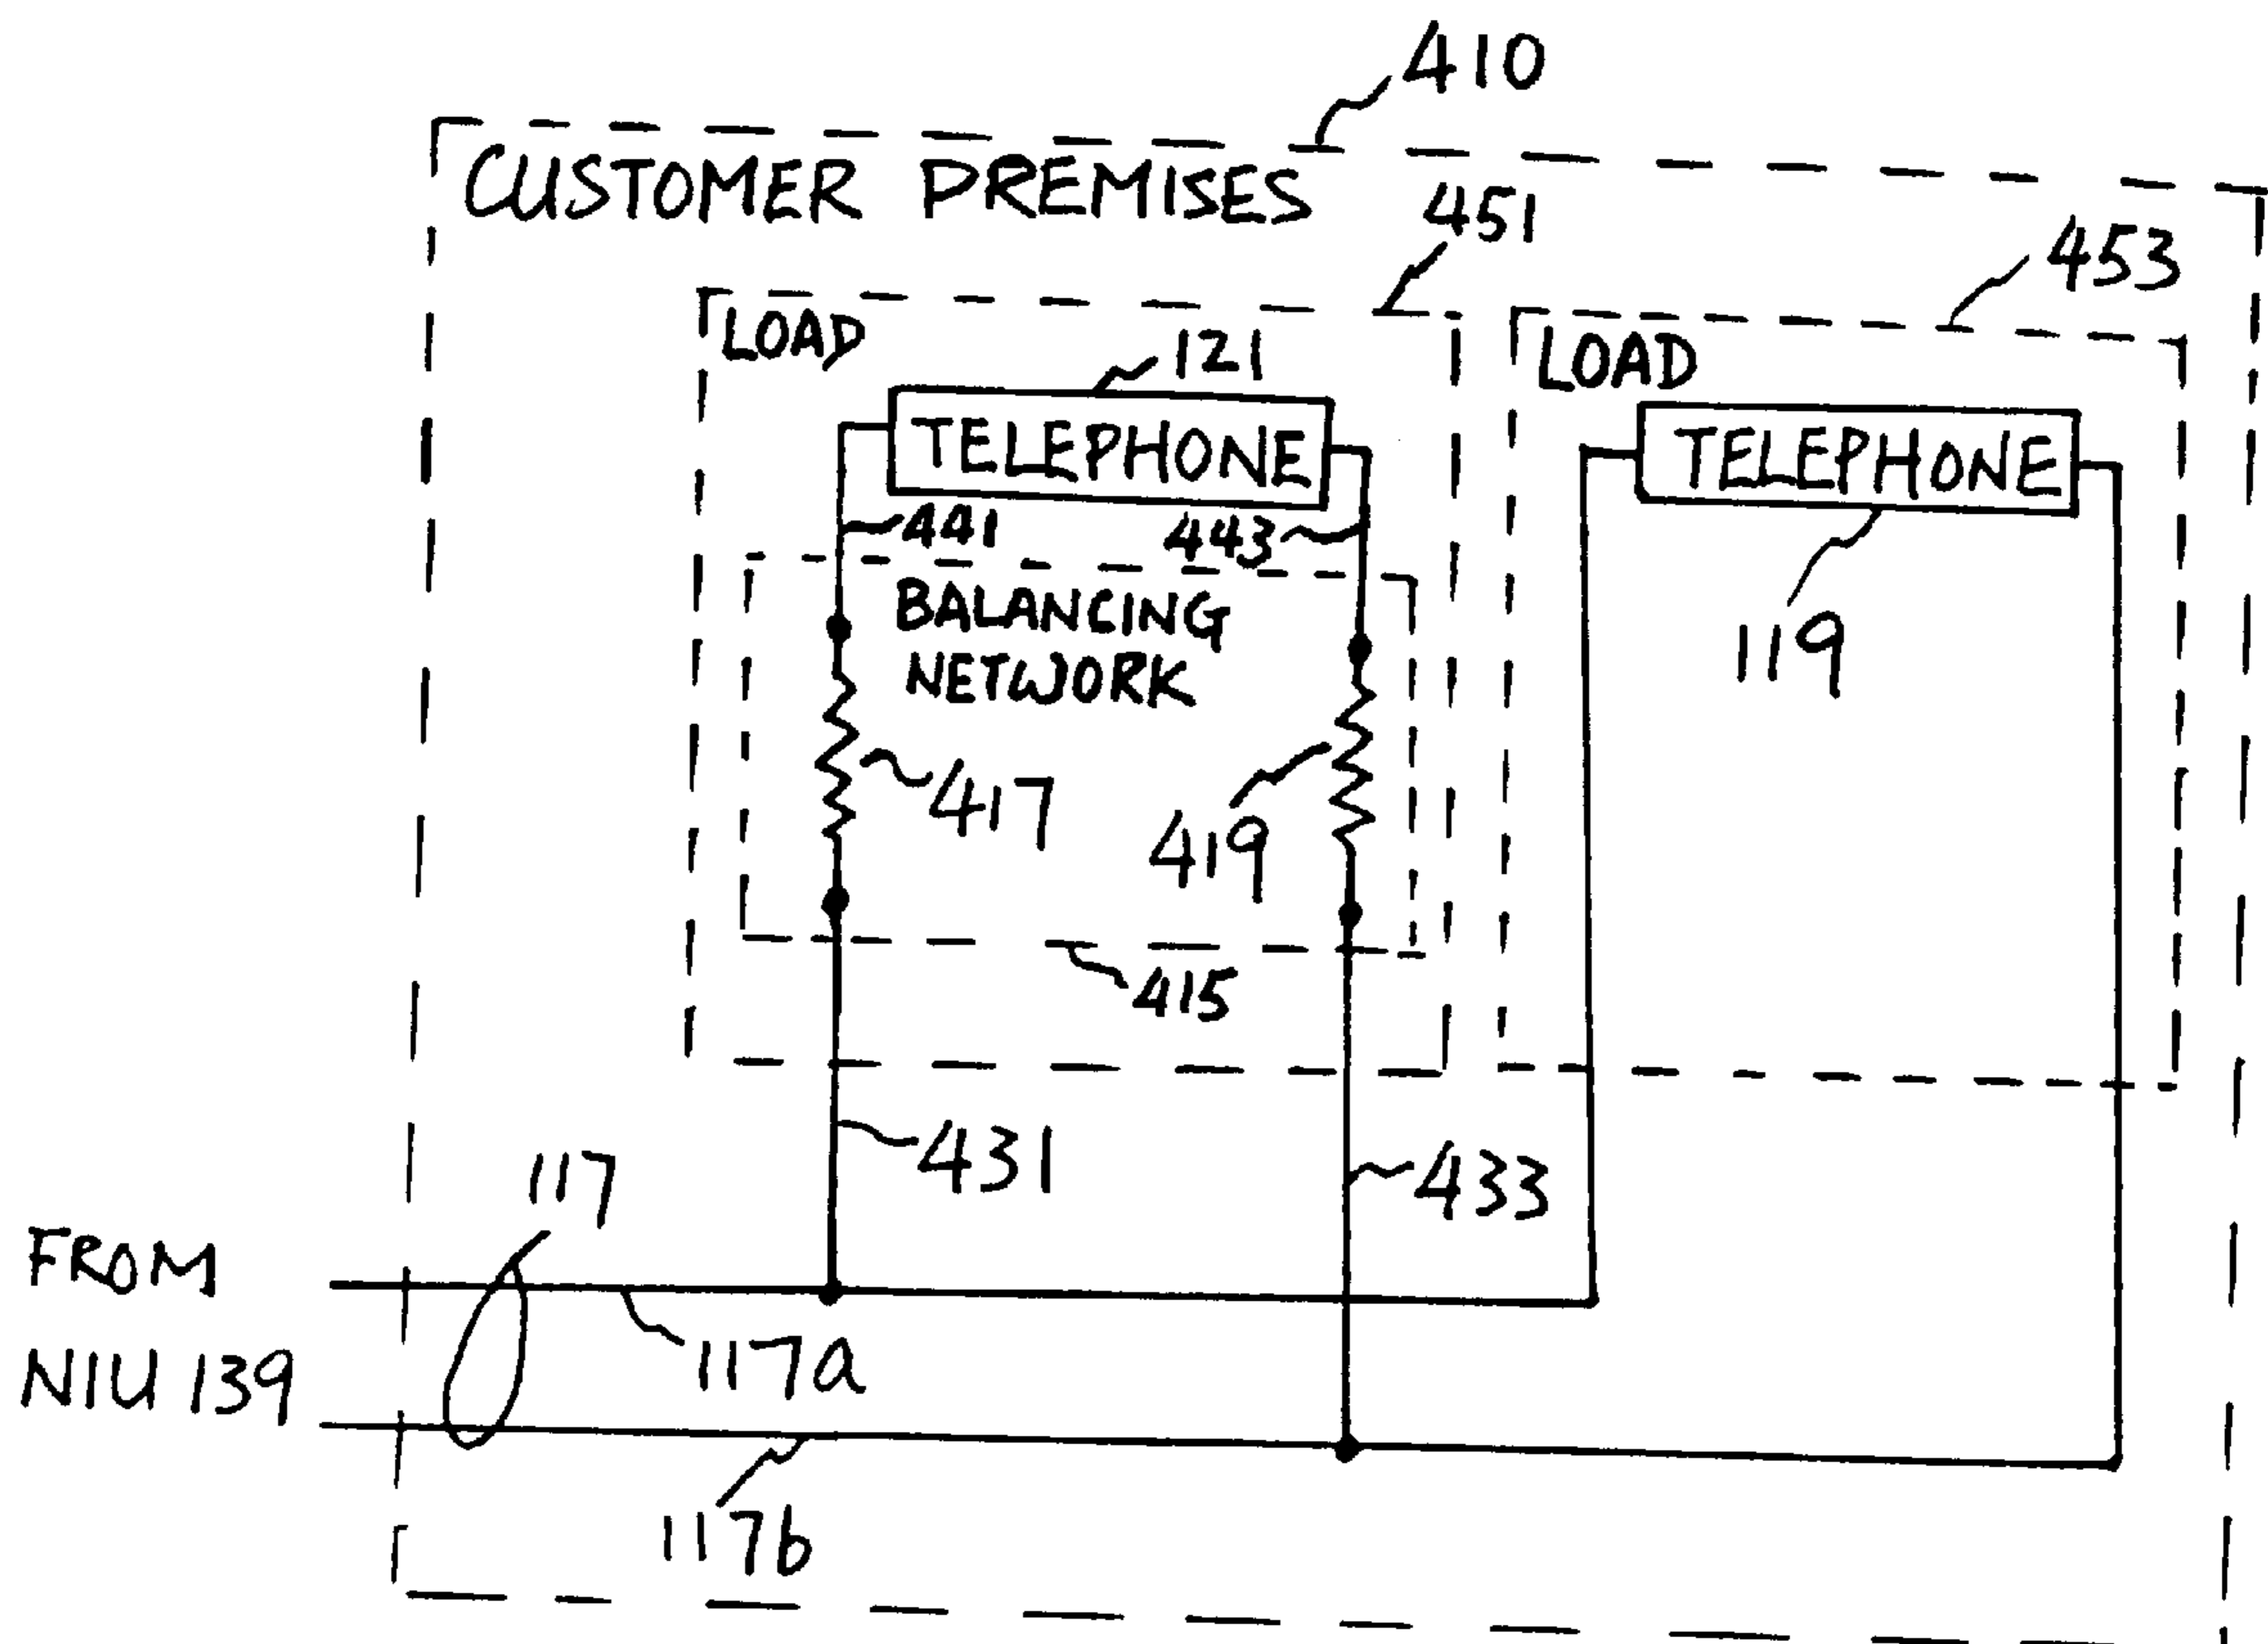 410
CUSTOMER PREMISES
451
453
LOAD
LOAD
121
TELEPHONE
TELEPHONE
441
443
BALANCING
NETWORK
119
417
419
415
431
433
117
FROM
NIU 139
117a
117b